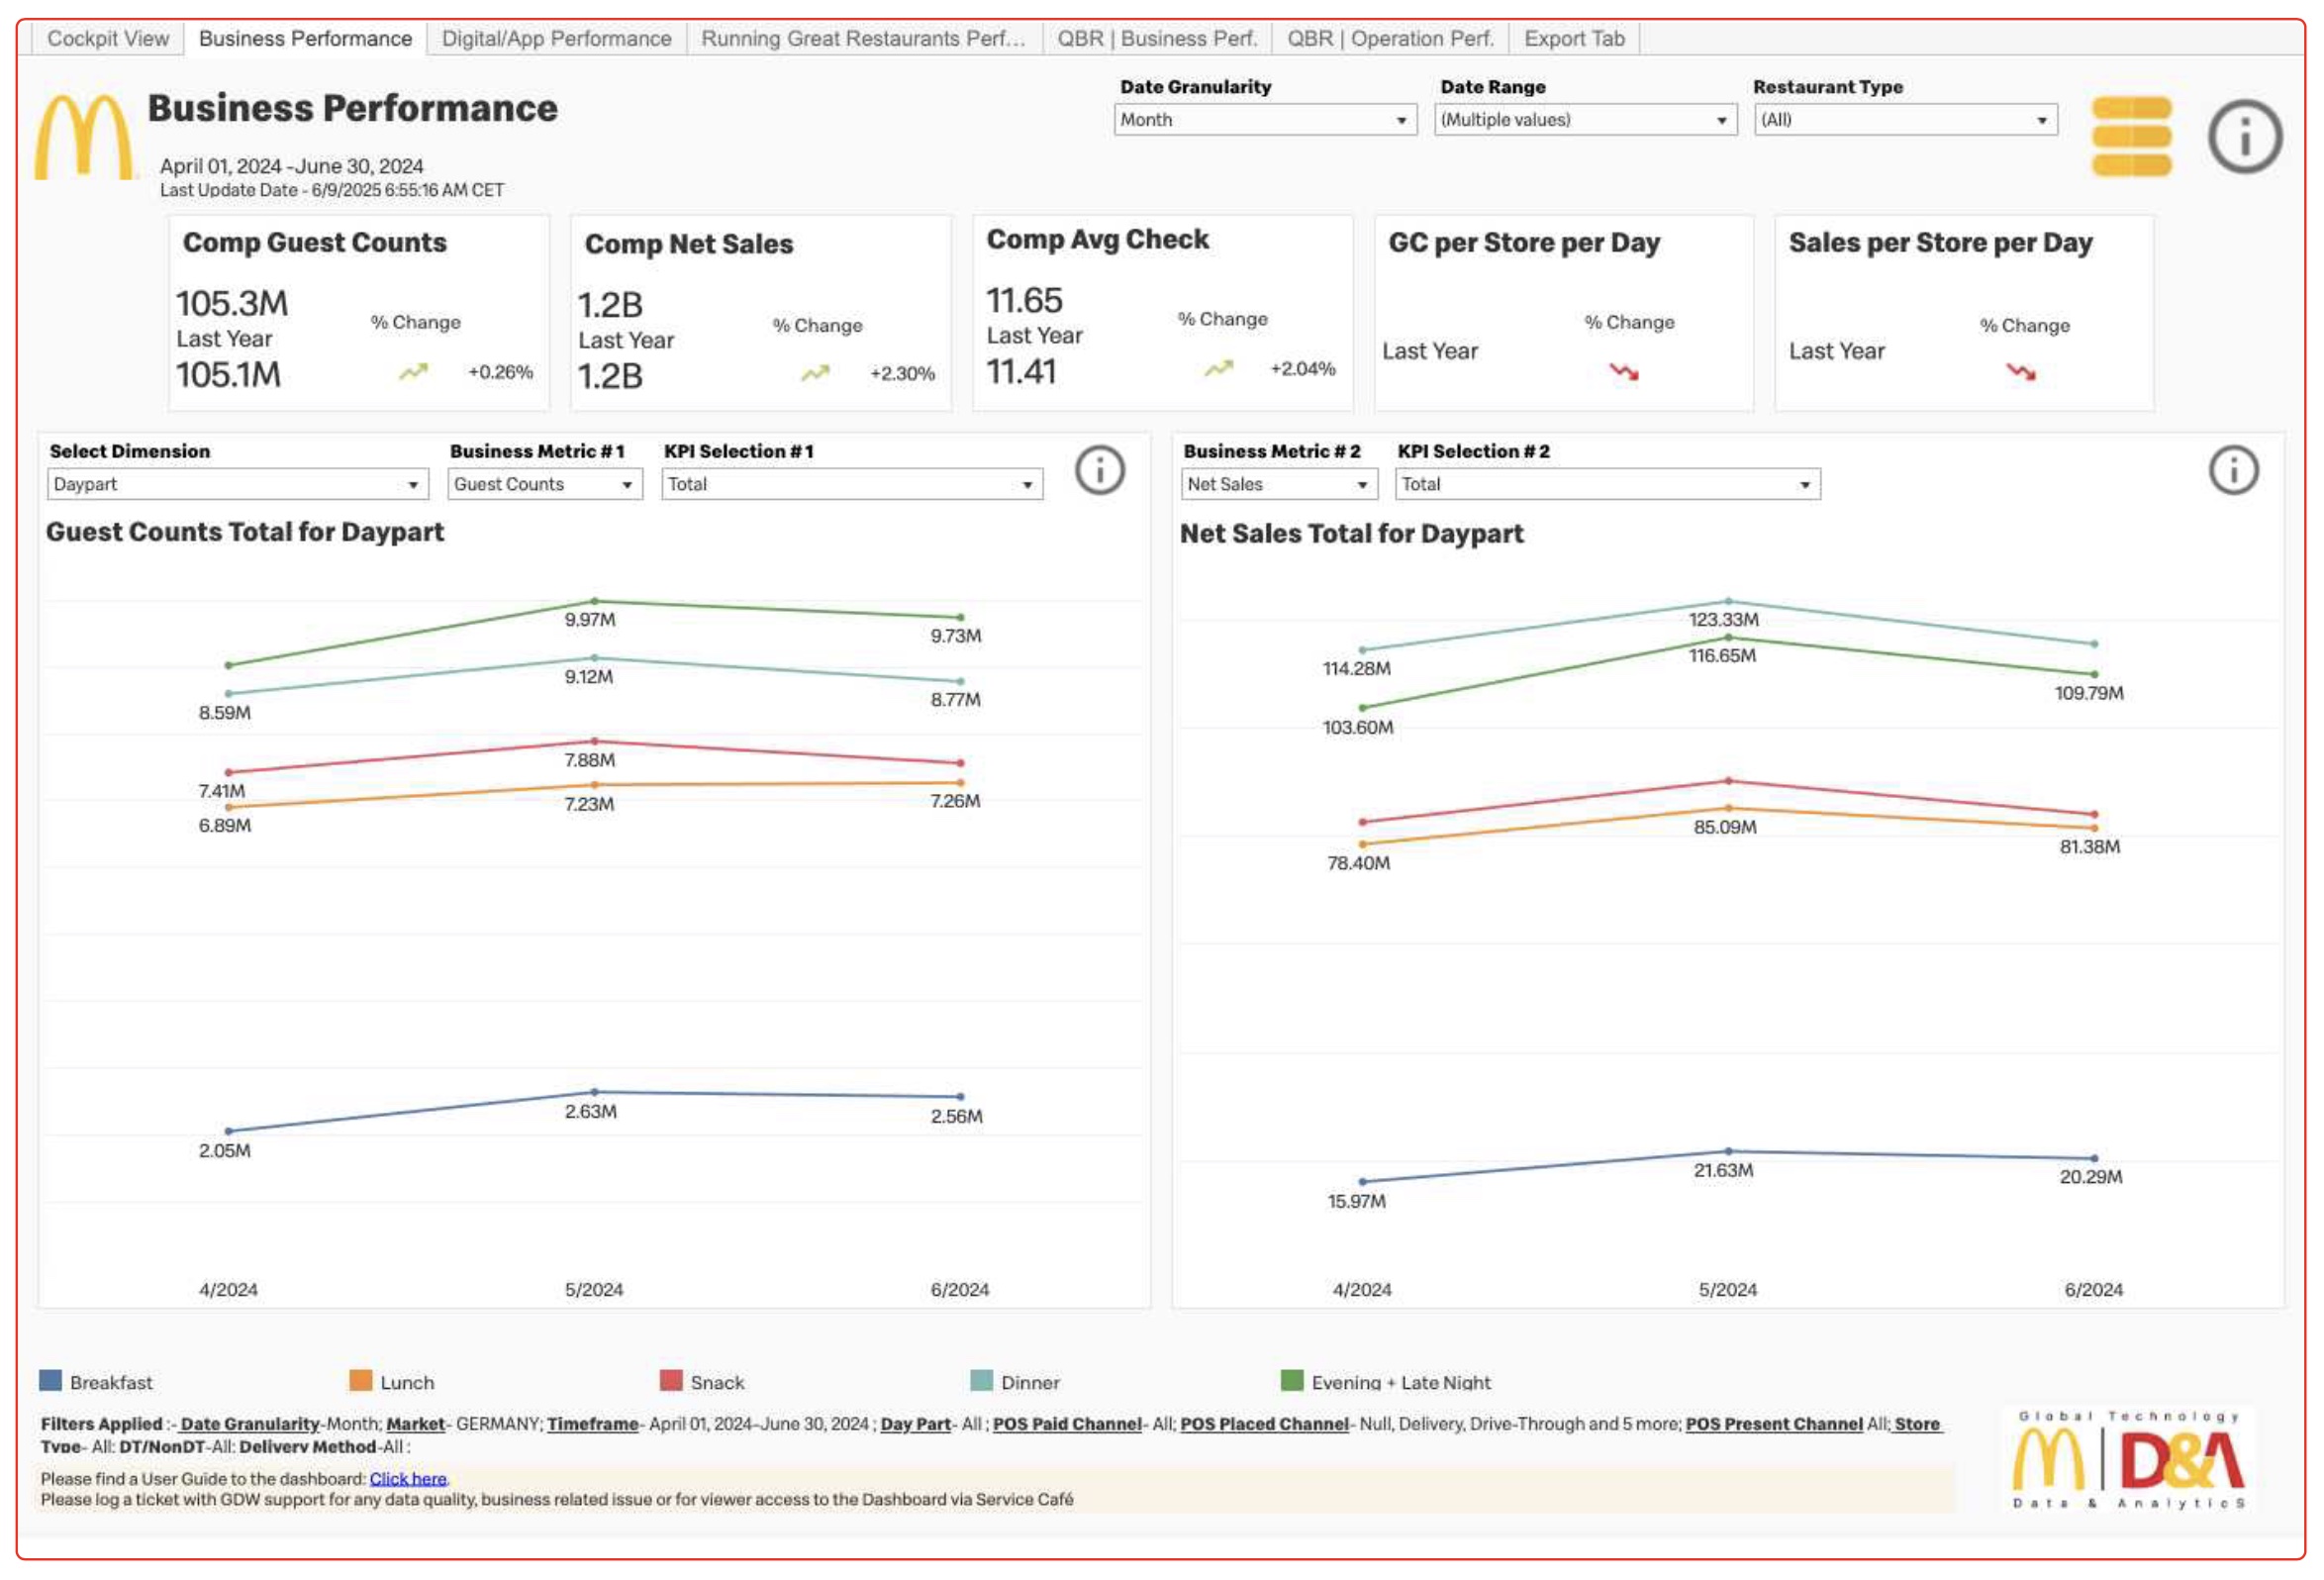 Cockpit View
Business Performance
Digital/App Performance
Running Great Restaurants Perf...
QBR | Business Perf.
QBR | Operation Perf.
Export Tab
Business Performance
April 01, 2024 -June 30, 2024
Last Update Date - 6/9/2025 6:55:16 AM CET
Date Granularity
Month
Date Range
(Multiple values)
Restaurant Type
(All)
Comp Guest Counts
105.3M
Last Year
105.1M
% Change
+0.26%
Comp Net Sales
1.2B
Last Year
1.2B
% Change
+2.30%
Comp Avg Check
11.65
Last Year
11.41
% Change
+2.04%
GC per Store per Day
Last Year
% Change
Sales per Store per Day
Last Year
% Change
Select Dimension
Daypart
Business Metric # 1
Guest Counts
KPI Selection # 1
Total
Guest Counts Total for Daypart
9.97M
9.73M
8.59M
9.12M
8.77M
7.41M
7.88M
6.89M
7.23M
7.26M
2.05M
2.63M
2.56M
4/2024
5/2024
6/2024
Business Metric # 2
Net Sales
KPI Selection # 2
Total
Net Sales Total for Daypart
114.28M
123.33M
103.60M
116.65M
109.79M
78.40M
85.09M
81.38M
15.97M
21.63M
20.29M
4/2024
5/2024
6/2024
Breakfast
Lunch
Snack
Dinner
Evening + Late Night
Filters Applied :- Date Granularity-Month; Market- GERMANY; Timeframe- April 01, 2024-June 30, 2024 ; Day Part- All ; POS Paid Channel- All; POS Placed Channel- Null, Delivery, Drive-Through and 5 more; POS Present Channel All; Store
Type- All: DT/NonDT-All: Delivery Method-All :
Please find a User Guide to the dashboard: Click here.
Please log a ticket with GDW support for any data quality, business related issue or for viewer access to the Dashboard via Service Café
Global Technology
D&A
Data & Analytics